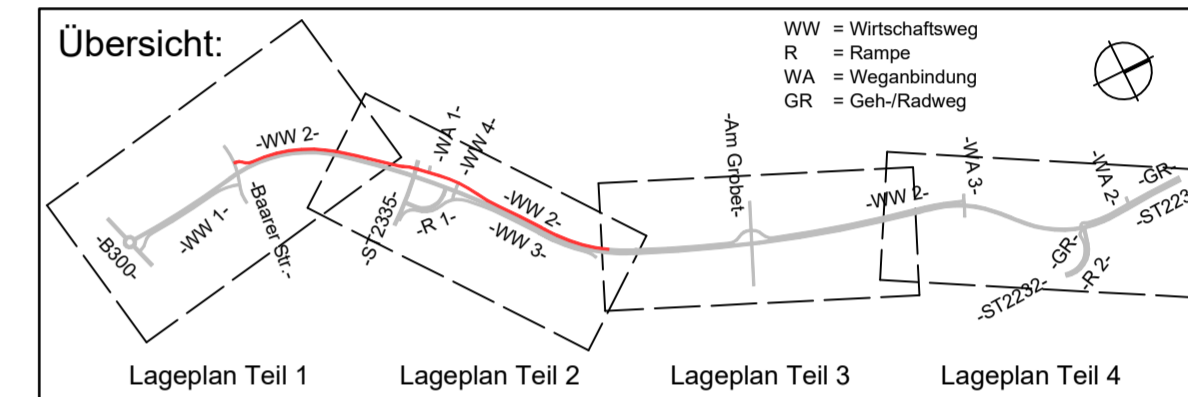 Übersicht:
WW = Wirtschaftsweg
R = Rampe
WA = Weganbindung
GR = Geh-/Radweg
-WW 2-
-WA 1-
-WW 4-
-Am Grobet-
-WA 3-
-WA 2-
-GR-
-ST223
-B300-
-WW 1-
-Baarer Str.-
-ST2335-
-R 1-
-WW 2-
-WW 3-
-WW 2-
-GR-
-R 2-
-ST2232-
Lageplan Teil 1
Lageplan Teil 2
Lageplan Teil 3
Lageplan Teil 4